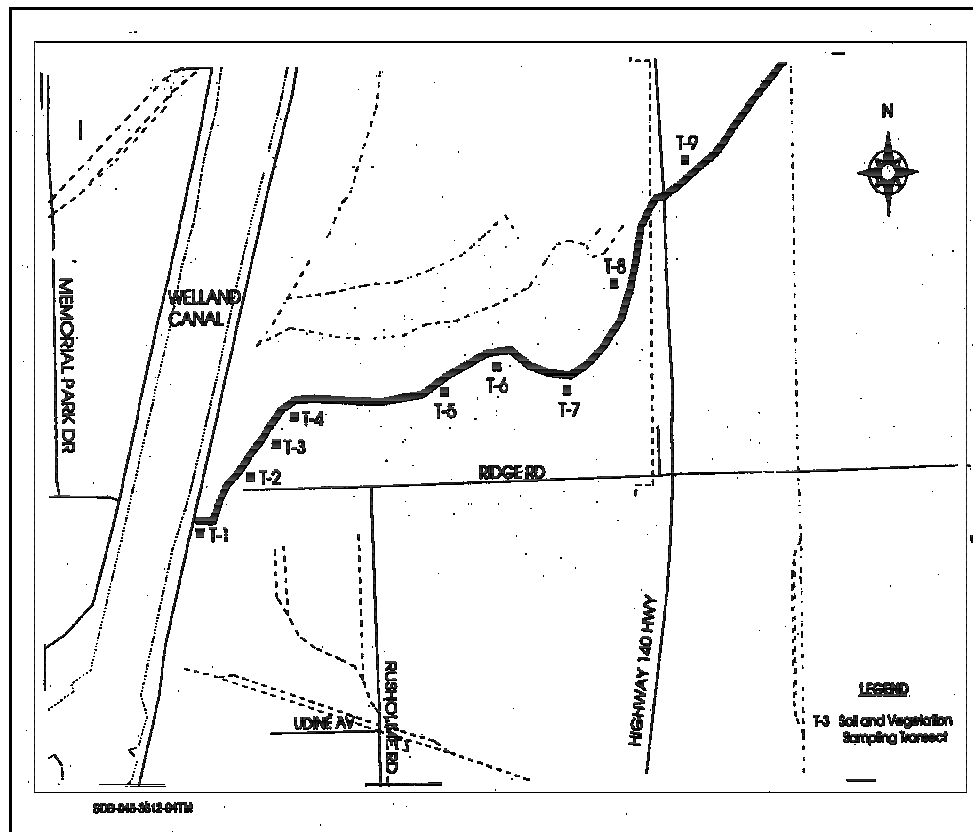 N
T-9
T-8
WELLAND
CANAL
MEMORIAL PARK DR
T-6
T-5
T-7
T-4
T-3
T-2
RIDGE RD
T-1
HIGHWAY 140 HWY
RUSHOLME RD
UDINE AV
LEGEND
T-3 Soil and Vegetation
Sampling Transect